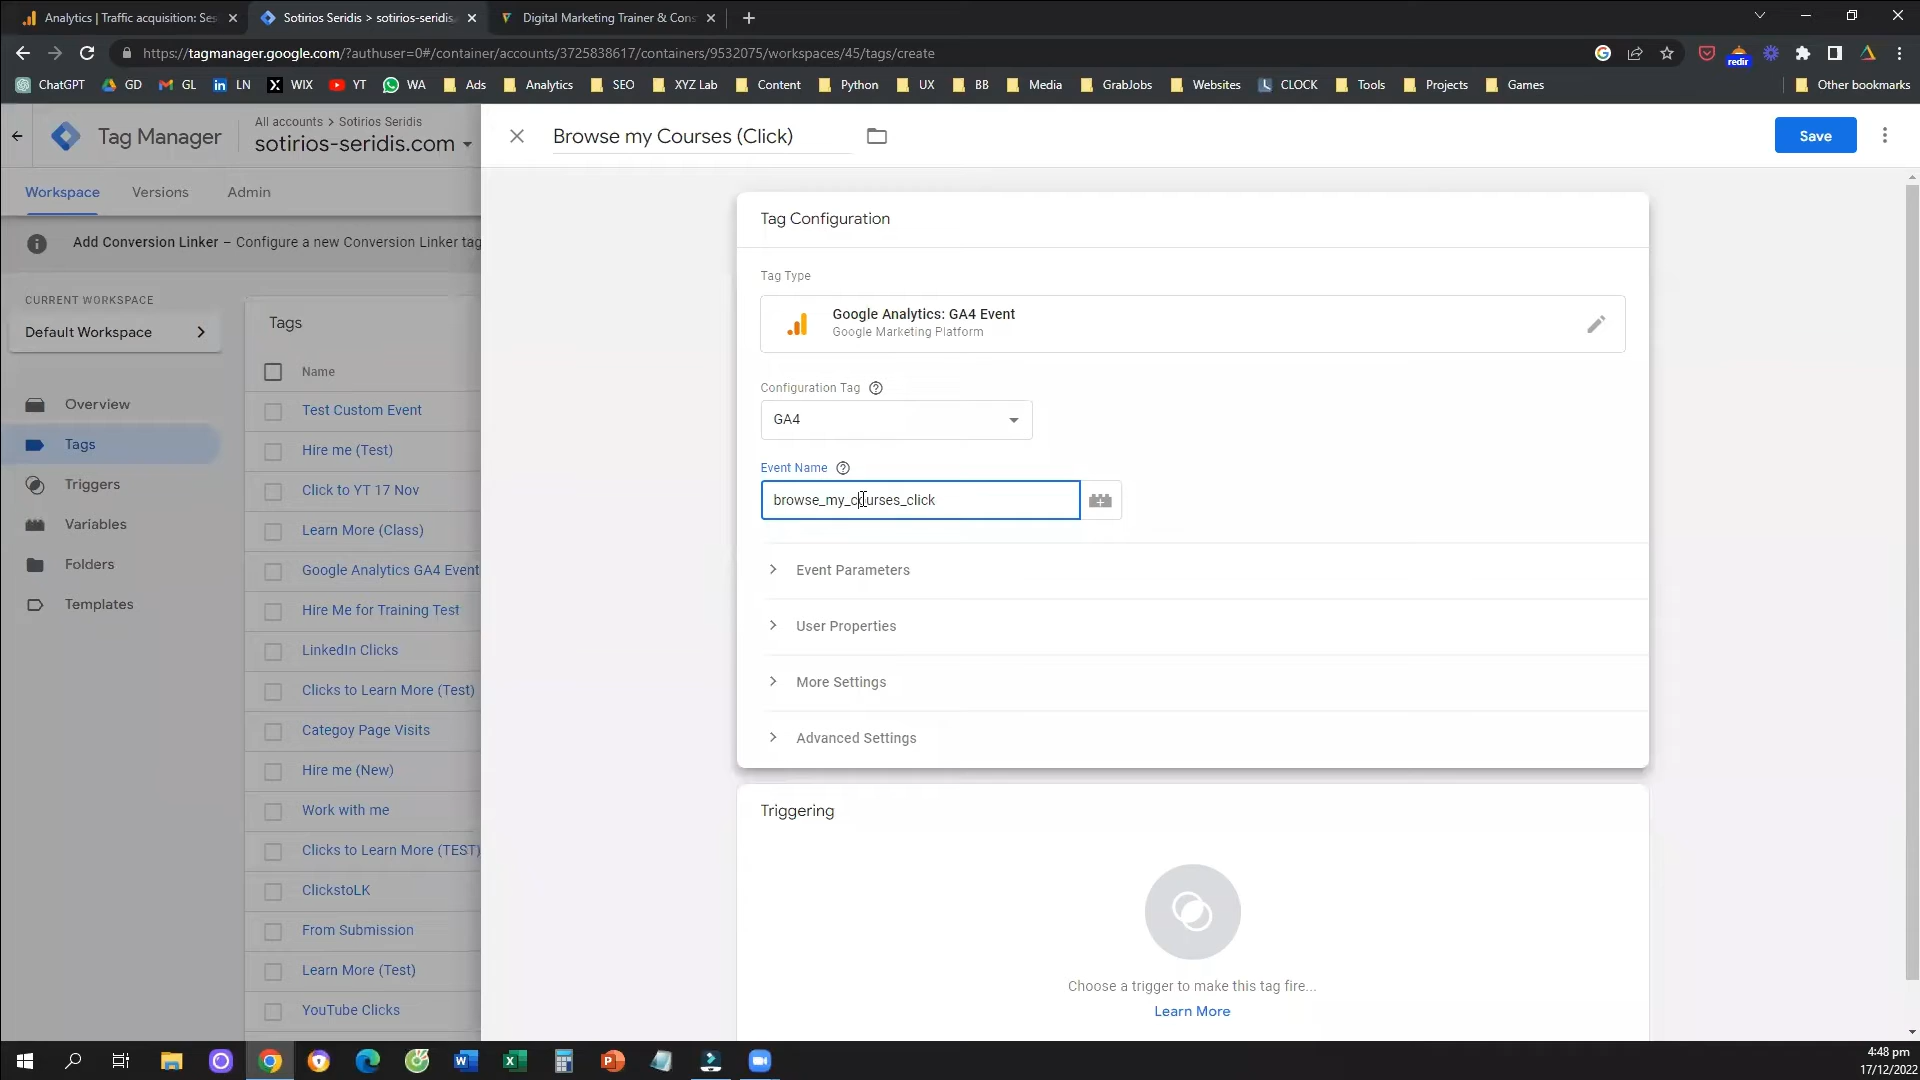 Analytics | Traffic acquisition: Ses
Sotirios Seridis > sotirios-seridis.
Digital Marketing Trainer & Cons
https://tagmanager.google.com/?authuser=0#/container/accounts/3725838617/containers/9532075/workspaces/45/tags/create
redir
ChatGPT GD GL LN WIX YT WA Ads Analytics SEO XYZ Lab Content Python UX BB Media GrabJobs Websites CLOCK Tools Projects Games Other bookmarks
Tag Manager
All accounts > Sotirios Seridis
sotirios-seridis.com
Browse my Courses (Click)
Save
Workspace Versions Admin
Add Conversion Linker – Configure a new Conversion Linker tag
CURRENT WORKSPACE
Default Workspace
Overview
Tags
Triggers
Variables
Folders
Templates
Tags
Name
Test Custom Event
Hire me (Test)
Click to YT 17 Nov
Learn More (Class)
Google Analytics GA4 Event
Hire Me for Training Test
LinkedIn Clicks
Clicks to Learn More (Test)
Categoy Page Visits
Hire me (New)
Work with me
Clicks to Learn More (TEST)
ClickstoLK
From Submission
Learn More (Test)
YouTube Clicks
Tag Configuration
Tag Type
Google Analytics: GA4 Event
Google Marketing Platform
Configuration Tag
GA4
Event Name
browse_my_courses_click
Event Parameters
User Properties
More Settings
Advanced Settings
Triggering
Choose a trigger to make this tag fire...
Learn More
4:48 pm
17/12/2022